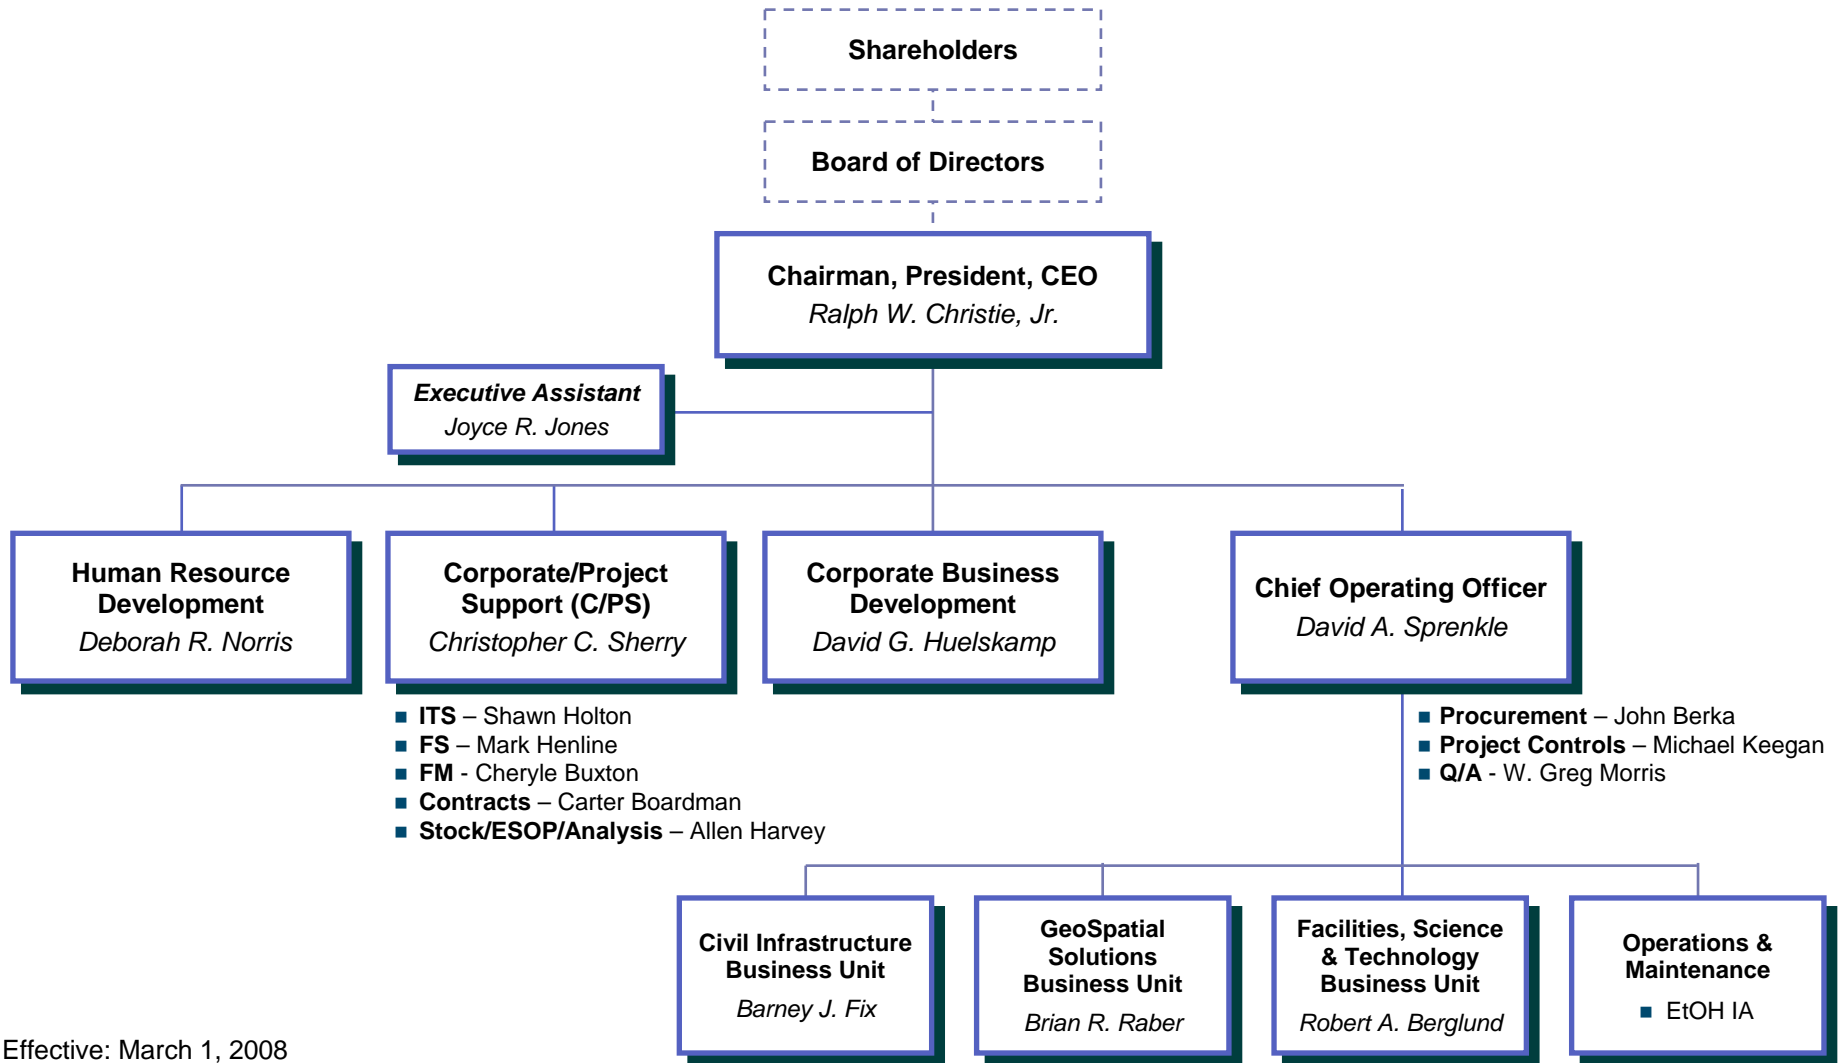 Shareholders
Board of Directors
Chairman, President, CEO
Ralph W. Christie, Jr.
Executive Assistant
Joyce R. Jones
Human Resource
Development
Deborah R. Norris
Corporate/Project
Support (C/PS)
Christopher C. Sherry
Corporate Business
Development
David G. Huelskamp
Chief Operating Officer
David A. Sprenkle
ITS – Shawn Holton
FS – Mark Henline
FM - Cheryle Buxton
Contracts – Carter Boardman
Stock/ESOP/Analysis – Allen Harvey
Procurement – John Berka
Project Controls – Michael Keegan
Q/A - W. Greg Morris
Civil Infrastructure
Business Unit
Barney J. Fix
GeoSpatial
Solutions
Business Unit
Brian R. Raber
Facilities, Science
& Technology
Business Unit
Robert A. Berglund
Operations &
Maintenance
EtOH IA
Effective: March 1, 2008